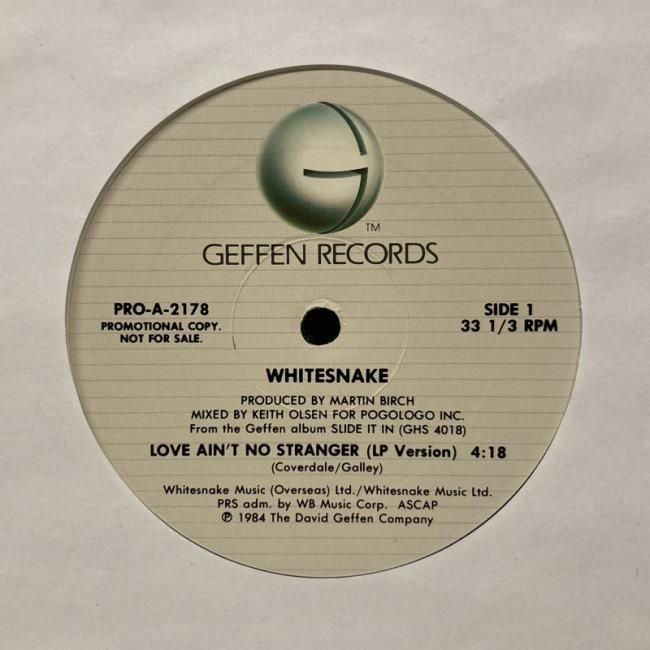 G
TM
GEFFEN RECORDS
PRO-A-2178
PROMOTIONAL COPY.
NOT FOR SALE.
SIDE 1
33 1/3 RPM
WHITESNAKE
PRODUCED BY MARTIN BIRCH
MIXED BY KEITH OLSEN FOR POGOLOGO INC.
From the Geffen album SLIDE IT IN (GHS 4018)
LOVE AIN'T NO STRANGER (LP Version) 4:18
(Coverdale/Galley)
Whitesnake Music (Overseas) Ltd./Whitesnake Music Ltd.
PRS adm. by WB Music Corp. ASCAP
℗ 1984 The David Geffen Company